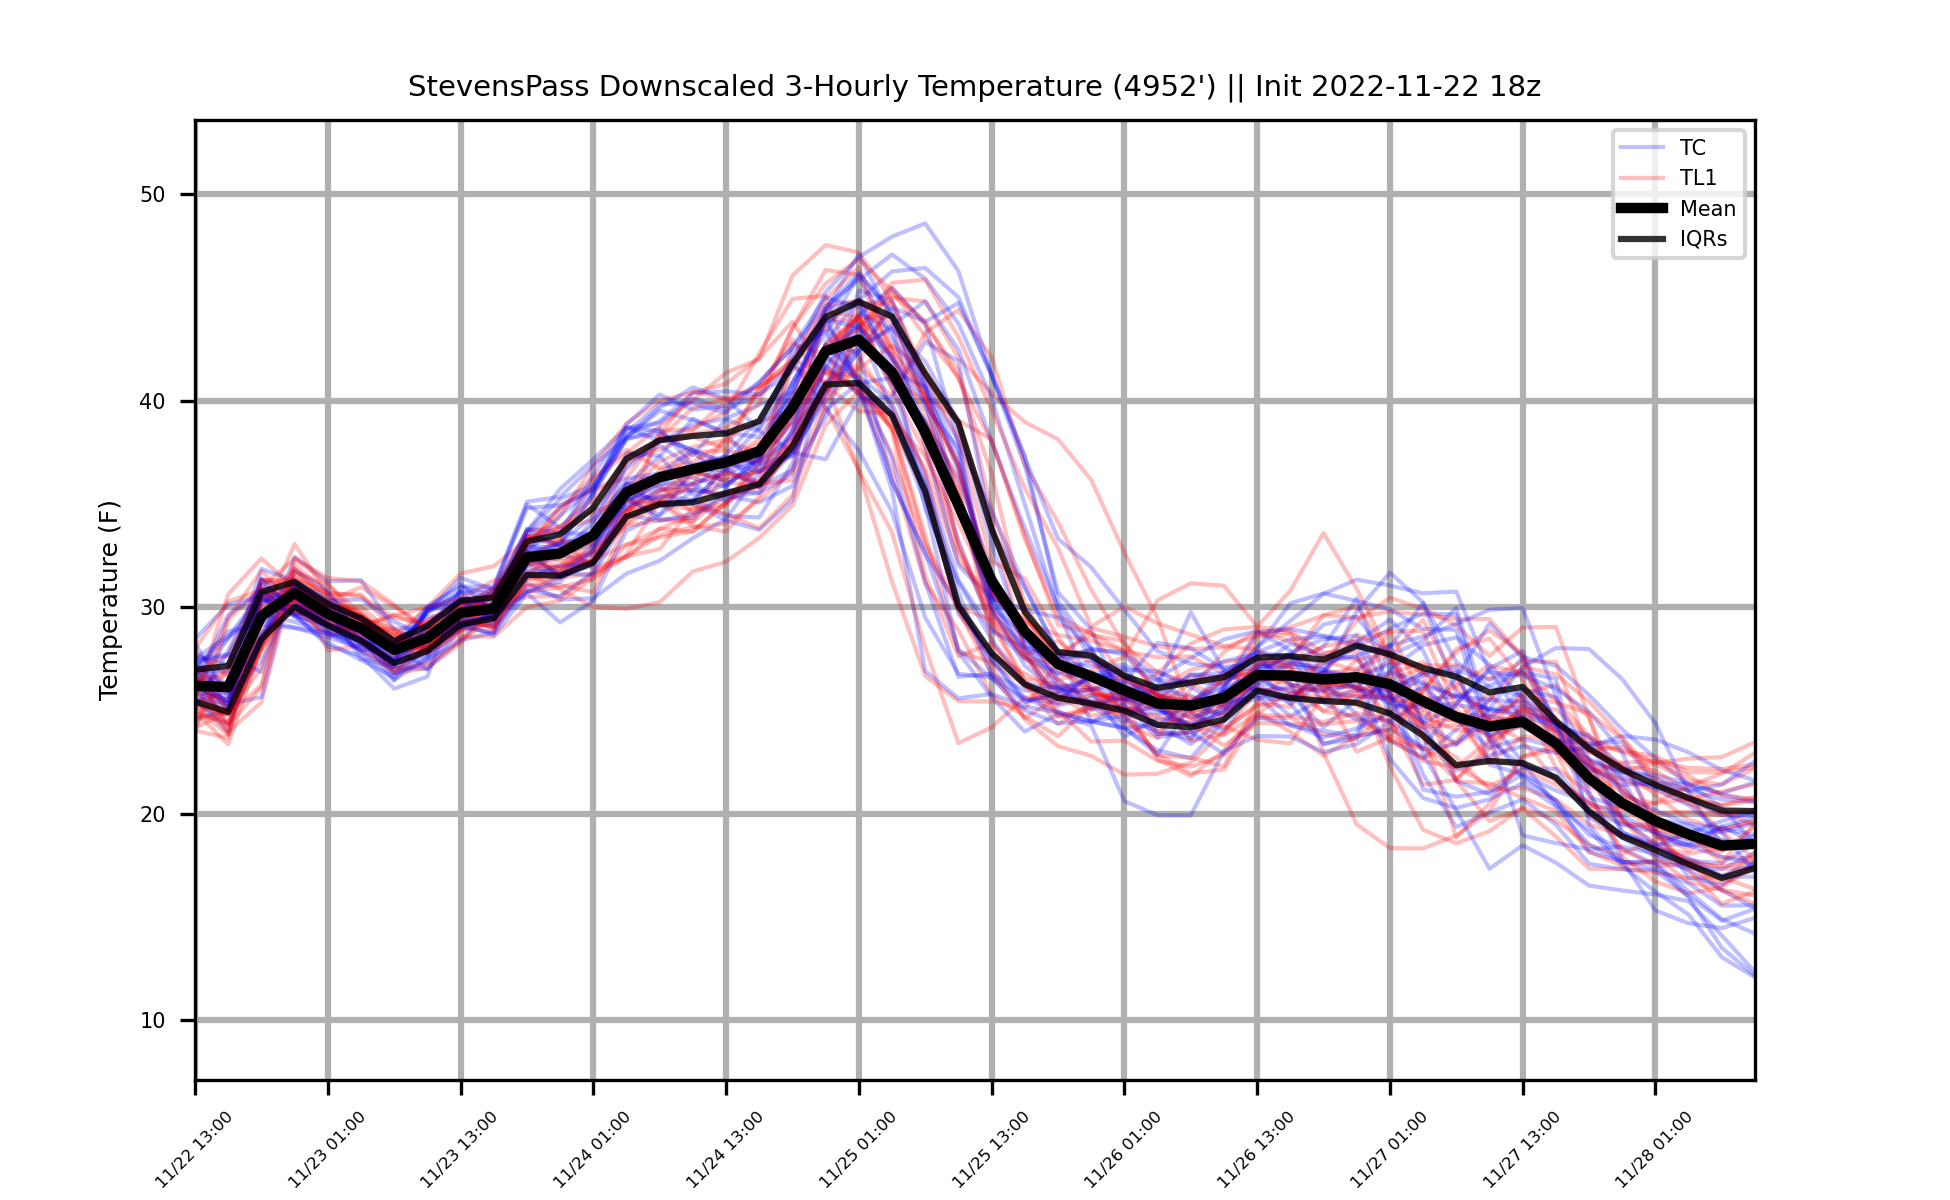 StevensPass Downscaled 3-Hourly Temperature (4952') || Init 2022-11-22 18z
TC
TL1
Mean
IQRs
Temperature (F)
50
40
30
20
10
11/22 13:00
11/23 01:00
11/23 13:00
11/24 01:00
11/24 13:00
11/25 01:00
11/25 13:00
11/26 01:00
11/26 13:00
11/27 01:00
11/27 13:00
11/28 01:00